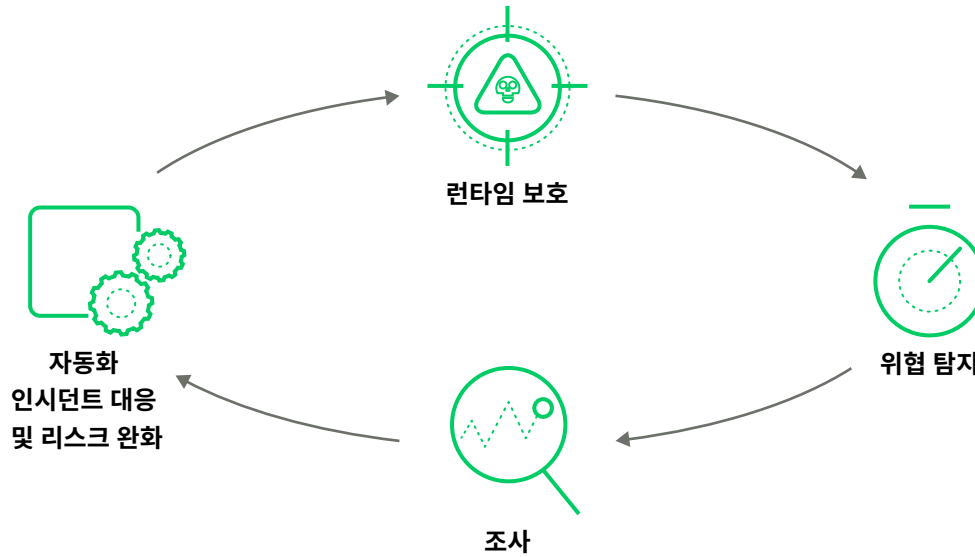 런타임 보호
위협 탐지
자동화
인시던트 대응
및 리스크 완화
조사